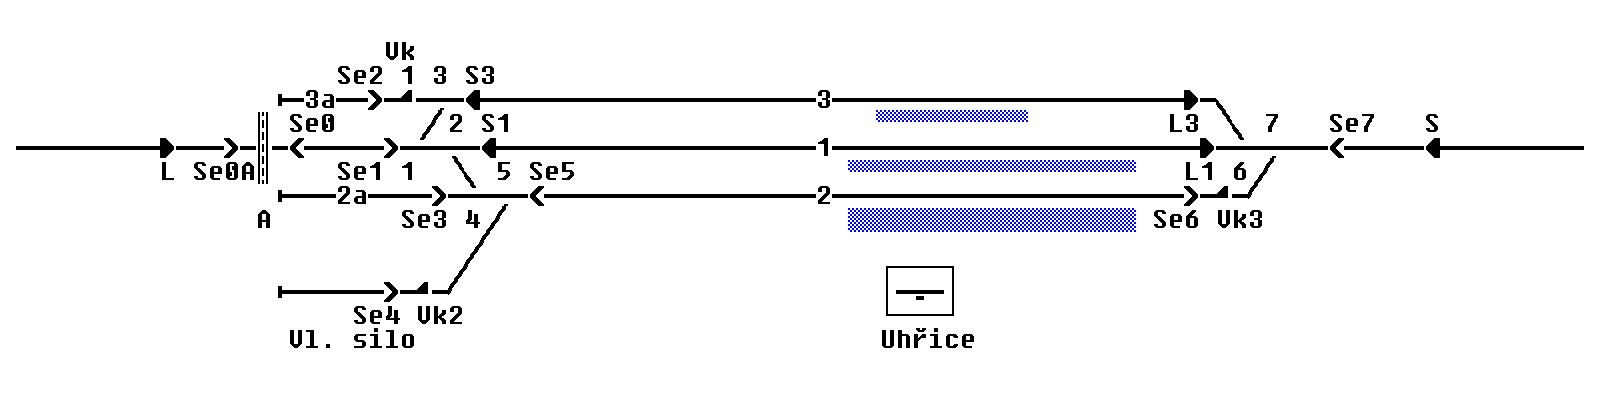 Vk
Se2 1 3 S3
3a 3
Se0 2 S1 L3 7 Se7 S
1
L Se0A Se1 1 5 Se5 L1 6
2a 2
A Se3 4 Se6 Vk3
Se4 Vk2
Vl. silo Uhřice